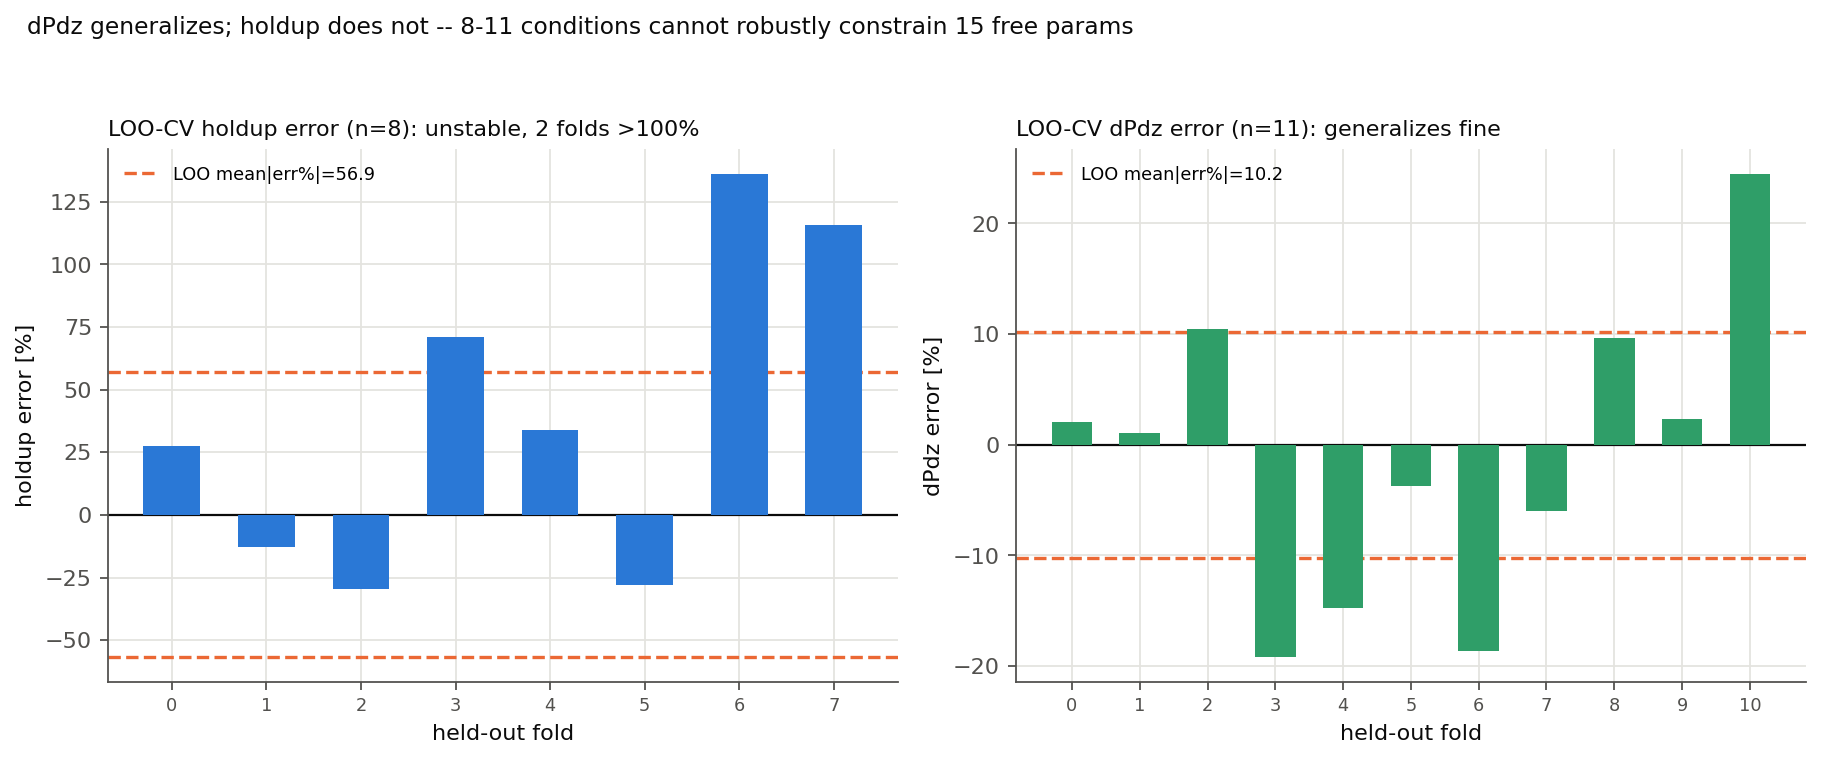 dPdz generalizes; holdup does not -- 8-11 conditions cannot robustly constrain 15 free params
LOO-CV holdup error (n=8): unstable, 2 folds >100%
LOO mean|err%|=56.9
holdup error [%]
125
100
75
50
25
0
−25
−50
0 1 2 3 4 5 6 7
held-out fold
LOO-CV dPdz error (n=11): generalizes fine
LOO mean|err%|=10.2
dPdz error [%]
20
10
0
−10
−20
0 1 2 3 4 5 6 7 8 9 10
held-out fold